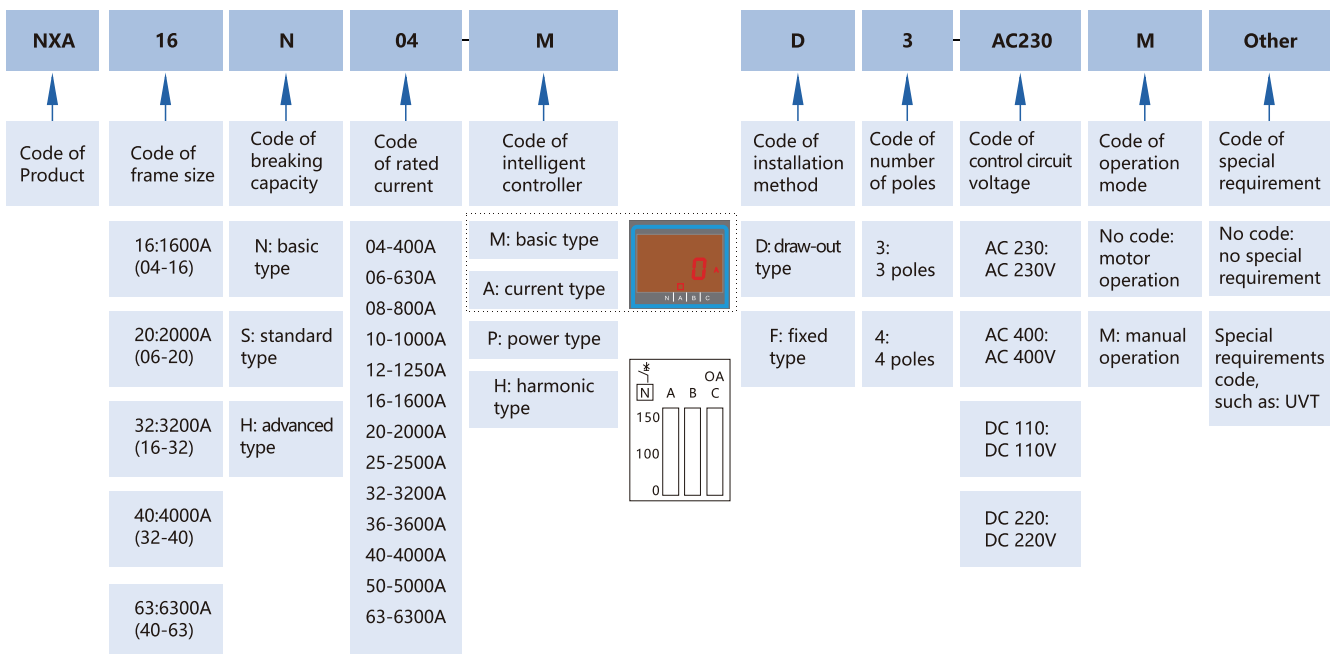 NXA
16
N
04
-
M
D
3
-
AC230
M
Other
Code of
Product
Code of
frame size
Code of
breaking
capacity
Code
of rated
current
Code of
intelligent
controller
Code of
installation
method
Code of
number
of poles
Code of
control circuit
voltage
Code of
operation
mode
Code of
special
requirement
16:1600A
(04-16)
20:2000A
(06-20)
32:3200A
(16-32)
40:4000A
(32-40)
63:6300A
(40-63)
N: basic
type
S: standard
type
H: advanced
type
04-400A
06-630A
08-800A
10-1000A
12-1250A
16-1600A
20-2000A
25-2500A
32-3200A
36-3600A
40-4000A
50-5000A
63-6300A
M: basic type
A: current type
P: power type
H: harmonic
type
0 A
N A B C
OA
N A B C
150
100
0
D: draw-out
type
F: fixed
type
3:
3 poles
4:
4 poles
AC 230:
AC 230V
AC 400:
AC 400V
DC 110:
DC 110V
DC 220:
DC 220V
No code:
motor
operation
M: manual
operation
No code:
no special
requirement
Special
requirements
code,
such as: UVT